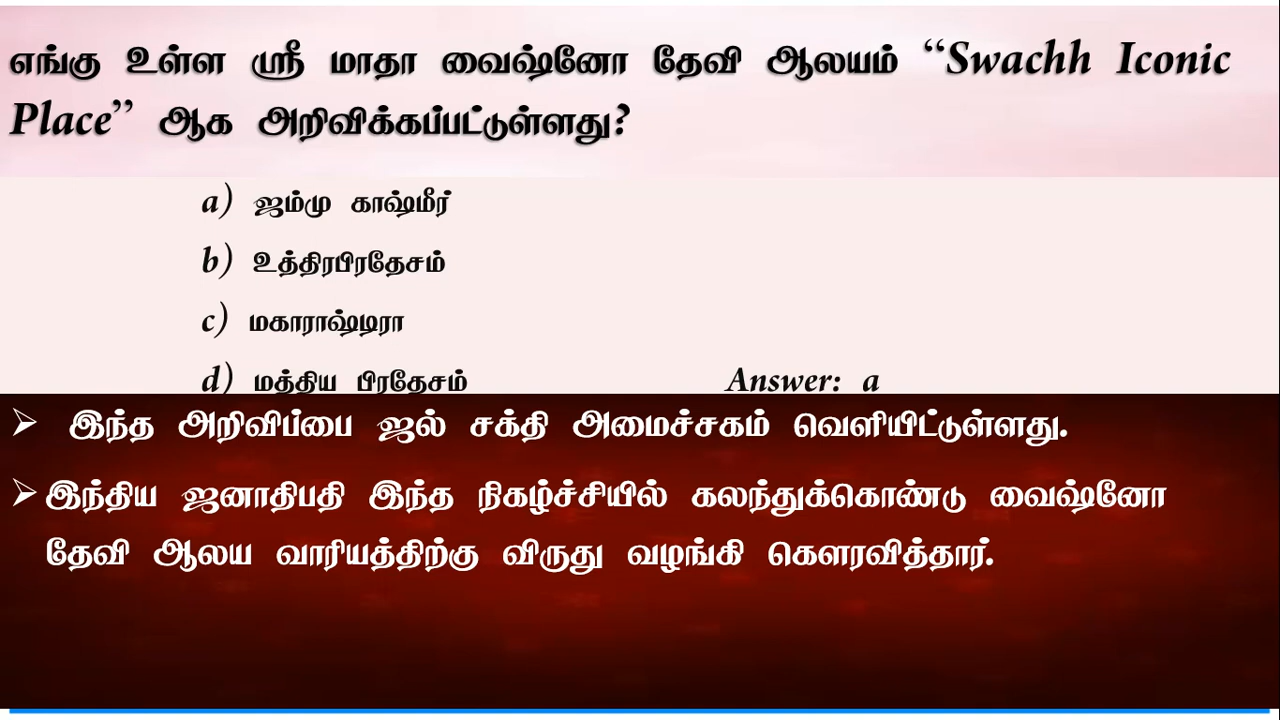 எங்கு உள்ள ஸ்ரீ மாதா வைஷ்னோ தேவி ஆலயம் “Swachh Iconic
Place” ஆக அறிவிக்கப்பட்டுள்ளது?
a) ஜம்மு காஷ்மீர்
b) உத்திரபிரதேசம்
c) மகாராஷ்டிரா
d) மத்திய பிரதேசம் Answer: a
➢ இந்த அறிவிப்பை ஜல் சக்தி அமைச்சகம் வெளியிட்டுள்ளது.
➢ இந்திய ஜனாதிபதி இந்த நிகழ்ச்சியில் கலந்துக்கொண்டு வைஷ்னோ
தேவி ஆலய வாரியத்திற்கு விருது வழங்கி கௌரவித்தார்.